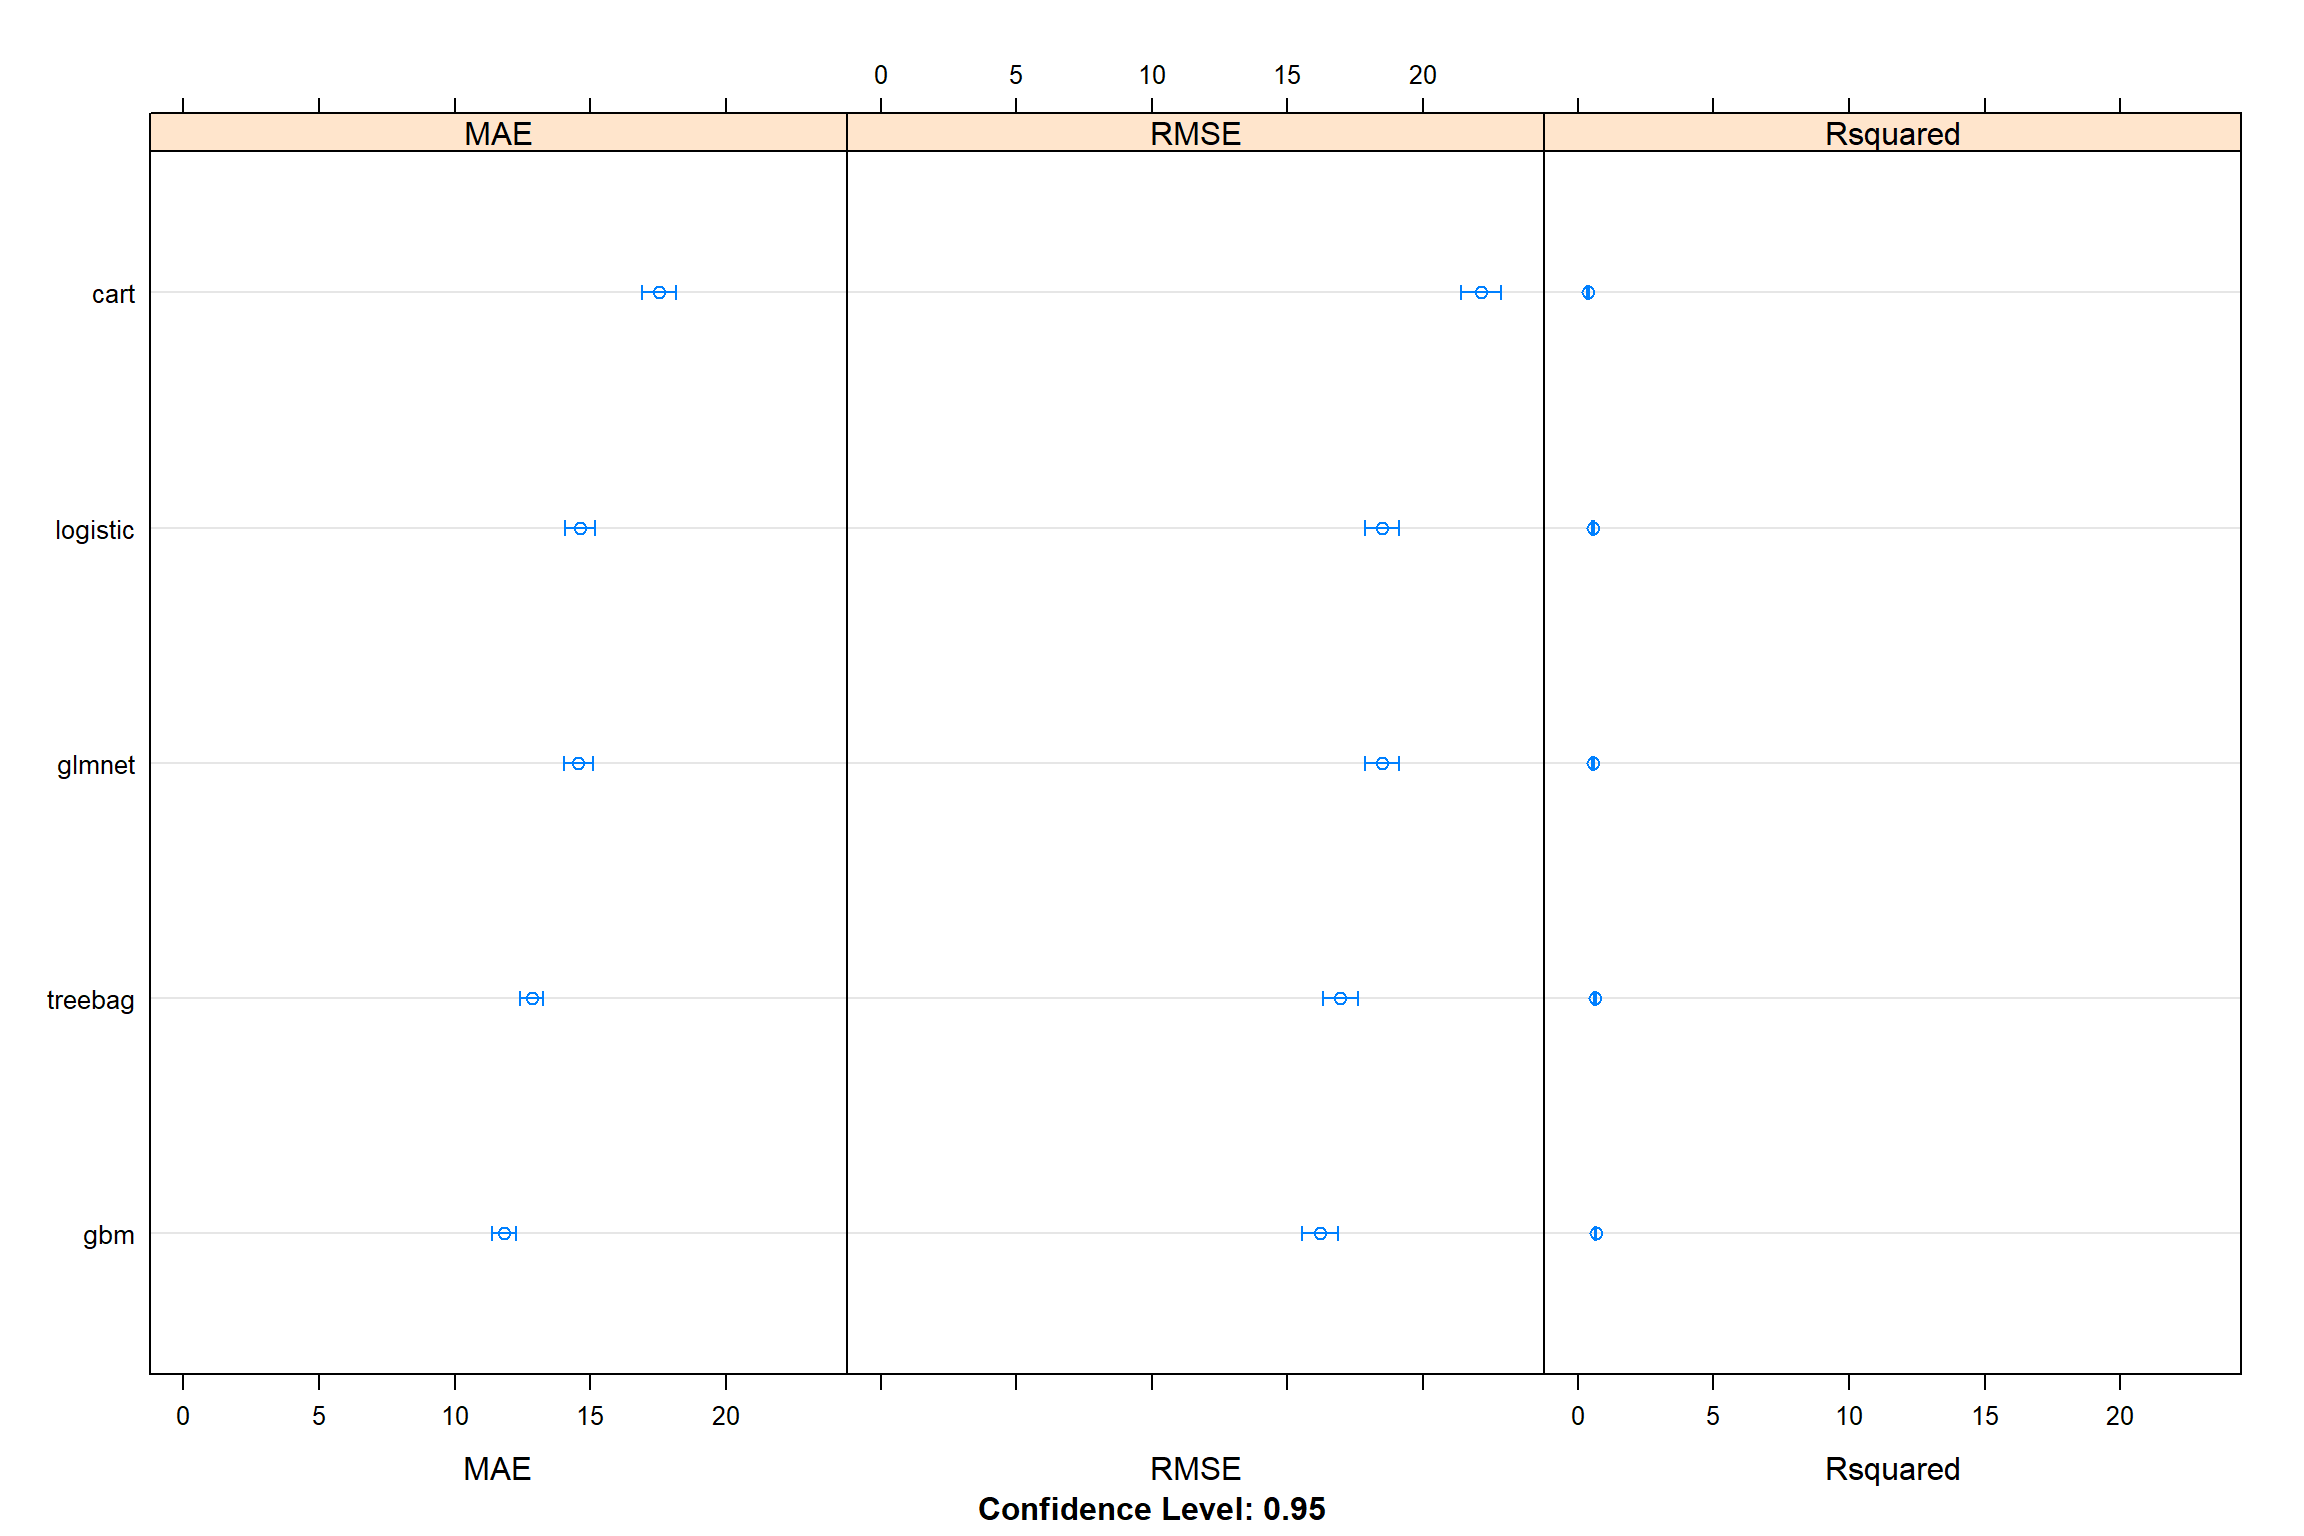 0 5 10 15 20
MAE RMSE Rsquared
cart
logistic
glmnet
treebag
gbm
0 5 10 15 20 0 5 10 15 20
MAE RMSE Rsquared
Confidence Level: 0.95